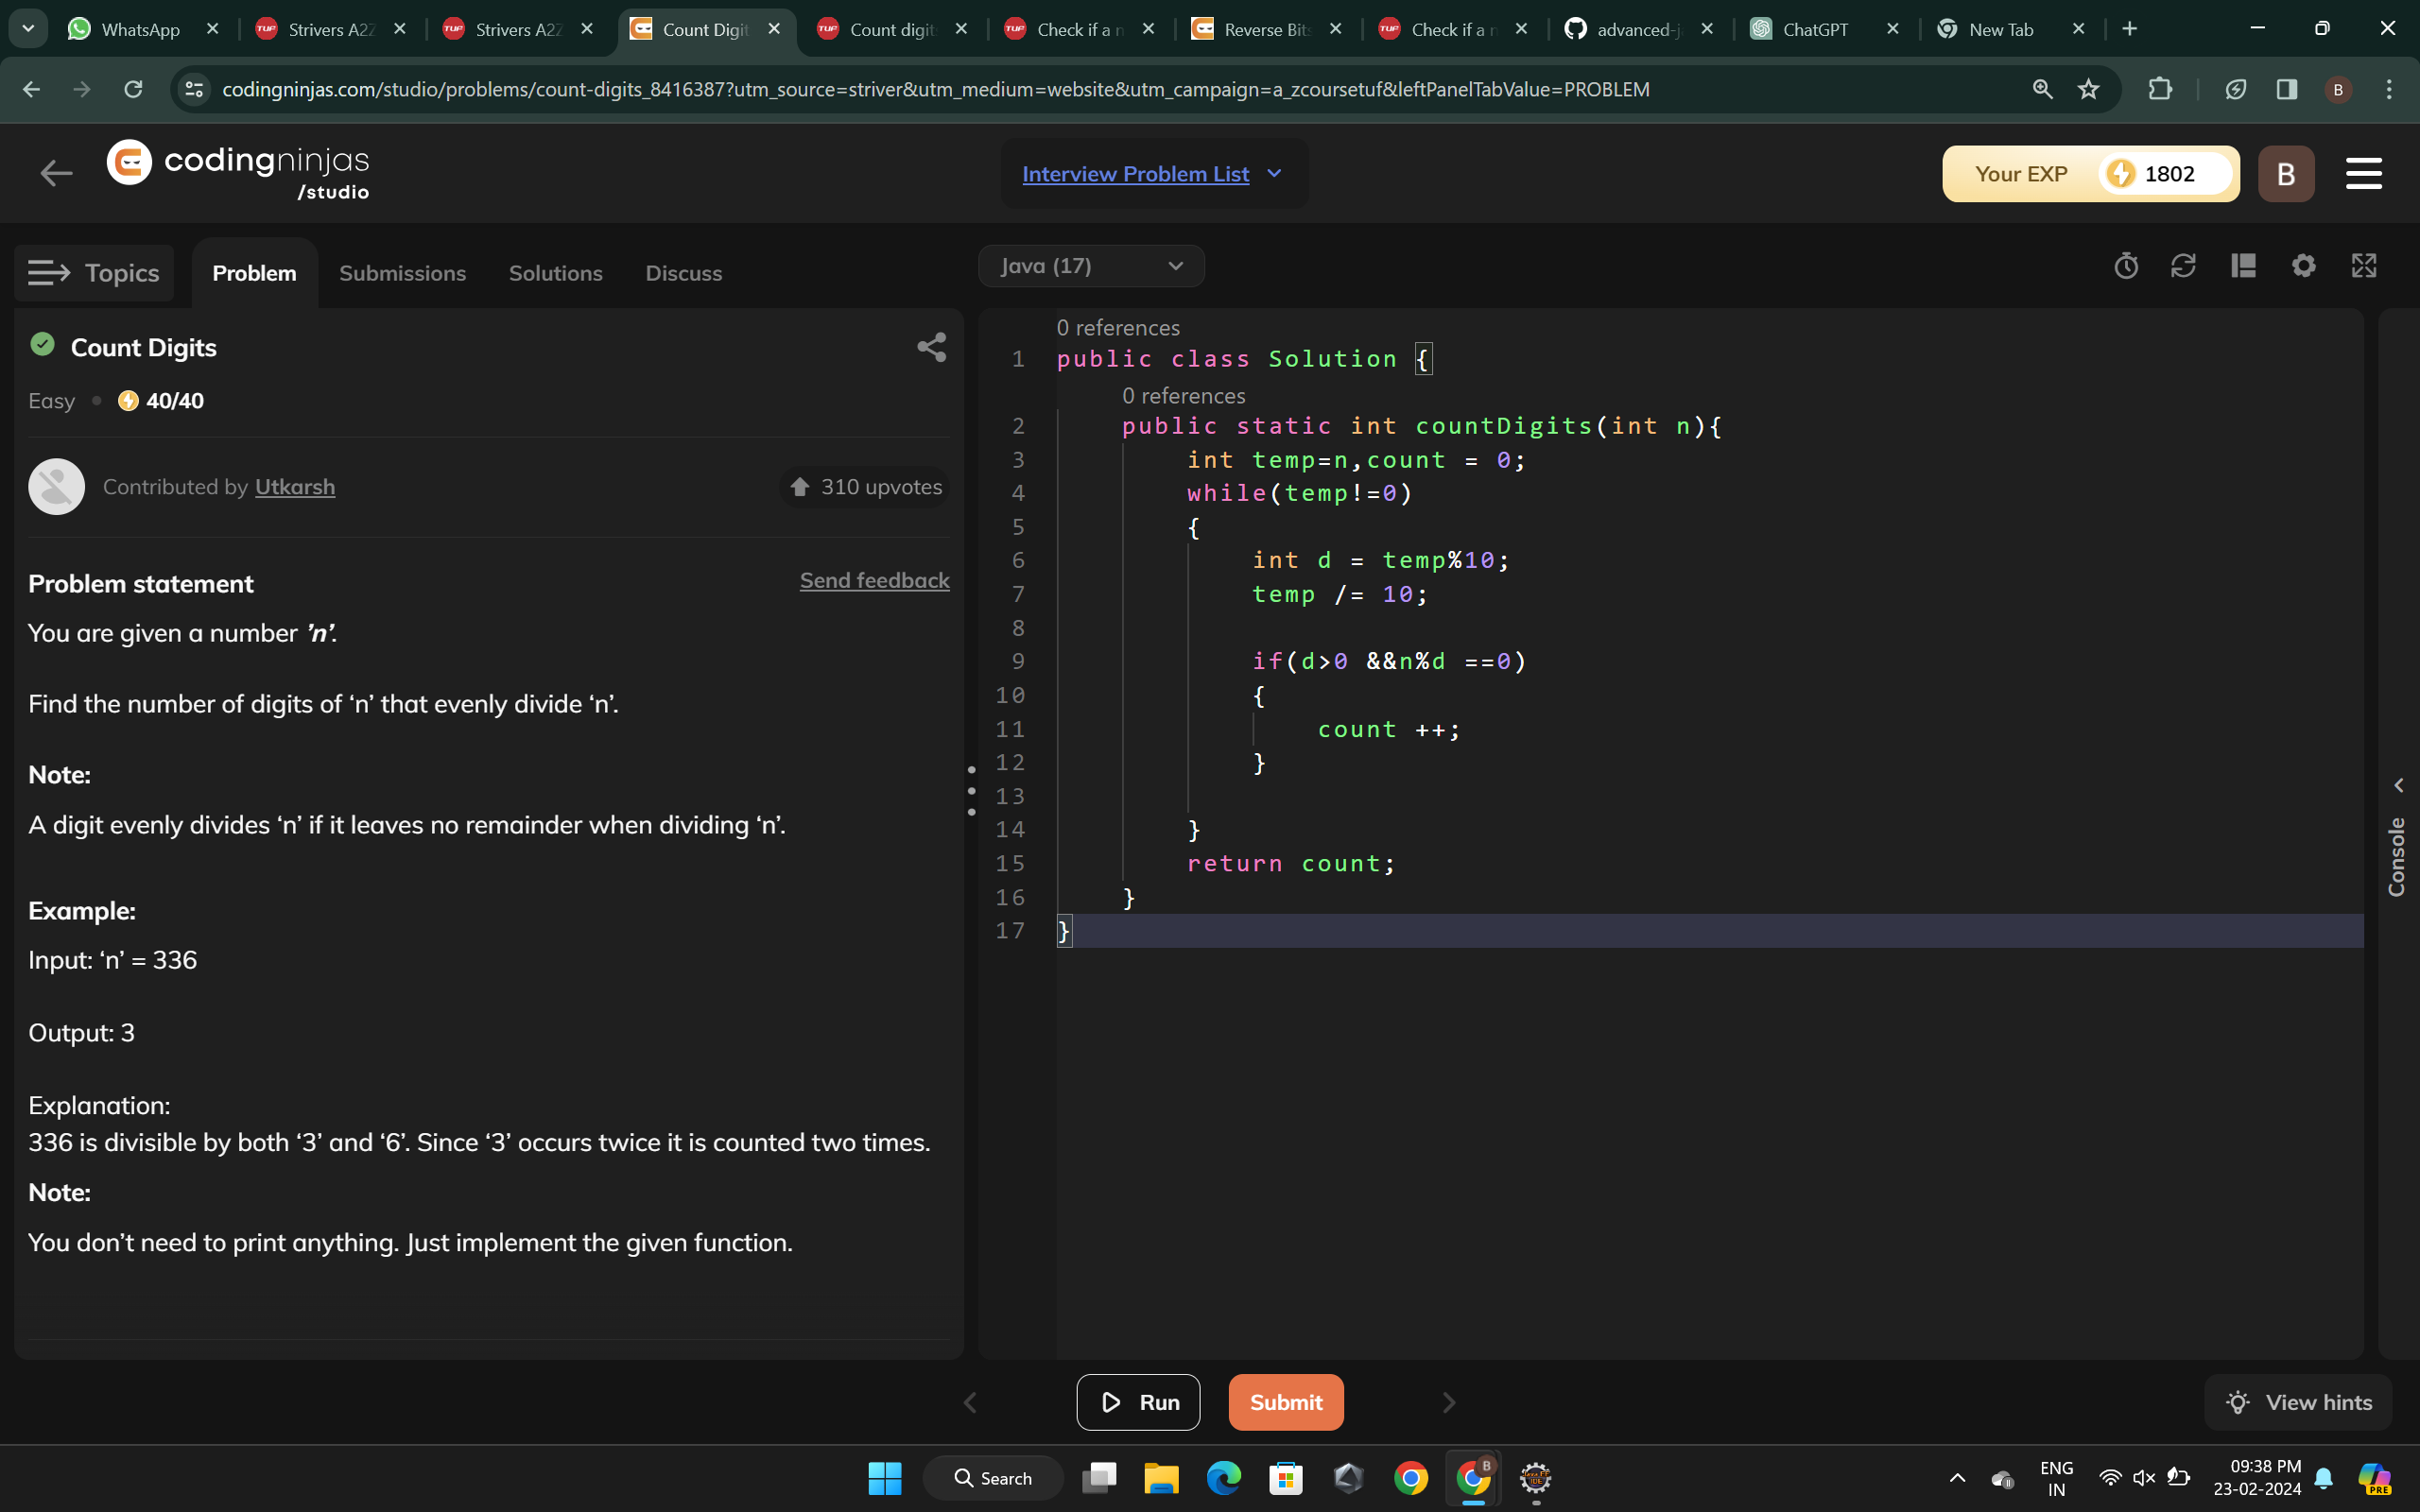 WhatsApp
Strivers A2Z
Strivers A2Z
Count Digit
Count digit
Check if a n
Reverse Bits
Check if a n
advanced-j
ChatGPT
New Tab
codingninjas.com/studio/problems/count-digits_8416387?utm_source=striver&utm_medium=website&utm_campaign=a_zcoursetuf&leftPanelTabValue=PROBLEM
B
codingninjas
/studio
Interview Problem List
Your EXP 1802
B
Topics
Problem
Submissions
Solutions
Discuss
Java (17)
Count Digits
Easy • 40/40
Contributed by Utkarsh
310 upvotes
Problem statement
Send feedback
You are given a number ’n’.
Find the number of digits of ‘n’ that evenly divide ‘n’.
Note:
A digit evenly divides ‘n’ if it leaves no remainder when dividing ‘n’.
Example:
Input: ‘n’ = 336
Output: 3
Explanation:
336 is divisible by both ‘3’ and ‘6’. Since ‘3’ occurs twice it is counted two times.
Note:
You don’t need to print anything. Just implement the given function.
0 references
1 public class Solution {
0 references
2 public static int countDigits(int n){
3 int temp=n,count = 0;
4 while(temp!=0)
5 {
6 int d = temp%10;
7 temp /= 10;
8
9 if(d>0 &&n%d ==0)
10 {
11 count ++;
12 }
13
14 }
15 return count;
16 }
17 }
Console
Run
Submit
View hints
Search
B
ENG
IN
09:38 PM
23-02-2024
PRE